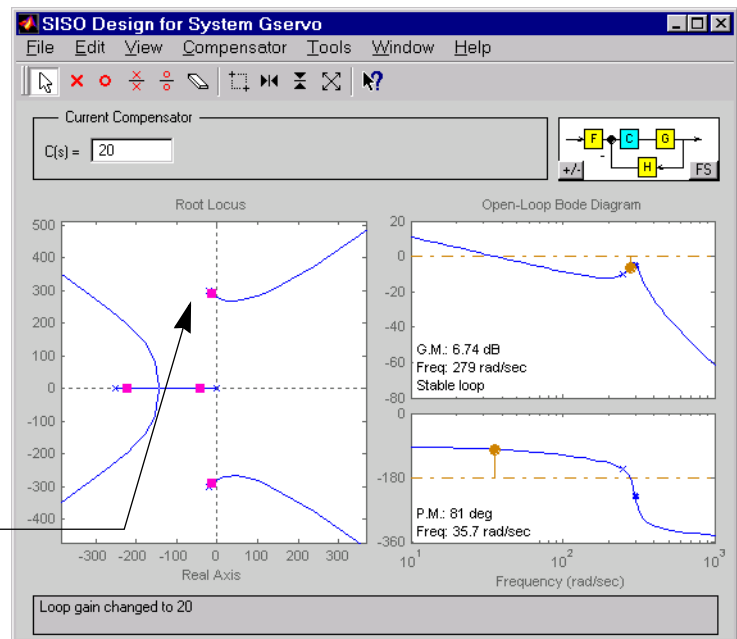 SISO Design for System Gservo
File Edit View Compensator Tools Window Help
Current Compensator
C(s) = 20
F C G
H
+/- FS
Root Locus
500
400
300
200
100
0
-100
-200
-300
-400
-300 -200 -100 0 100 200 300
Real Axis
Open-Loop Bode Diagram
20
0
-20
-40
-60
-80
G.M.: 6.74 dB
Freq: 279 rad/sec
Stable loop
0
-180
-360
P.M.: 81 deg
Freq: 35.7 rad/sec
10^1 10^2 10^3
Frequency (rad/sec)
Loop gain changed to 20